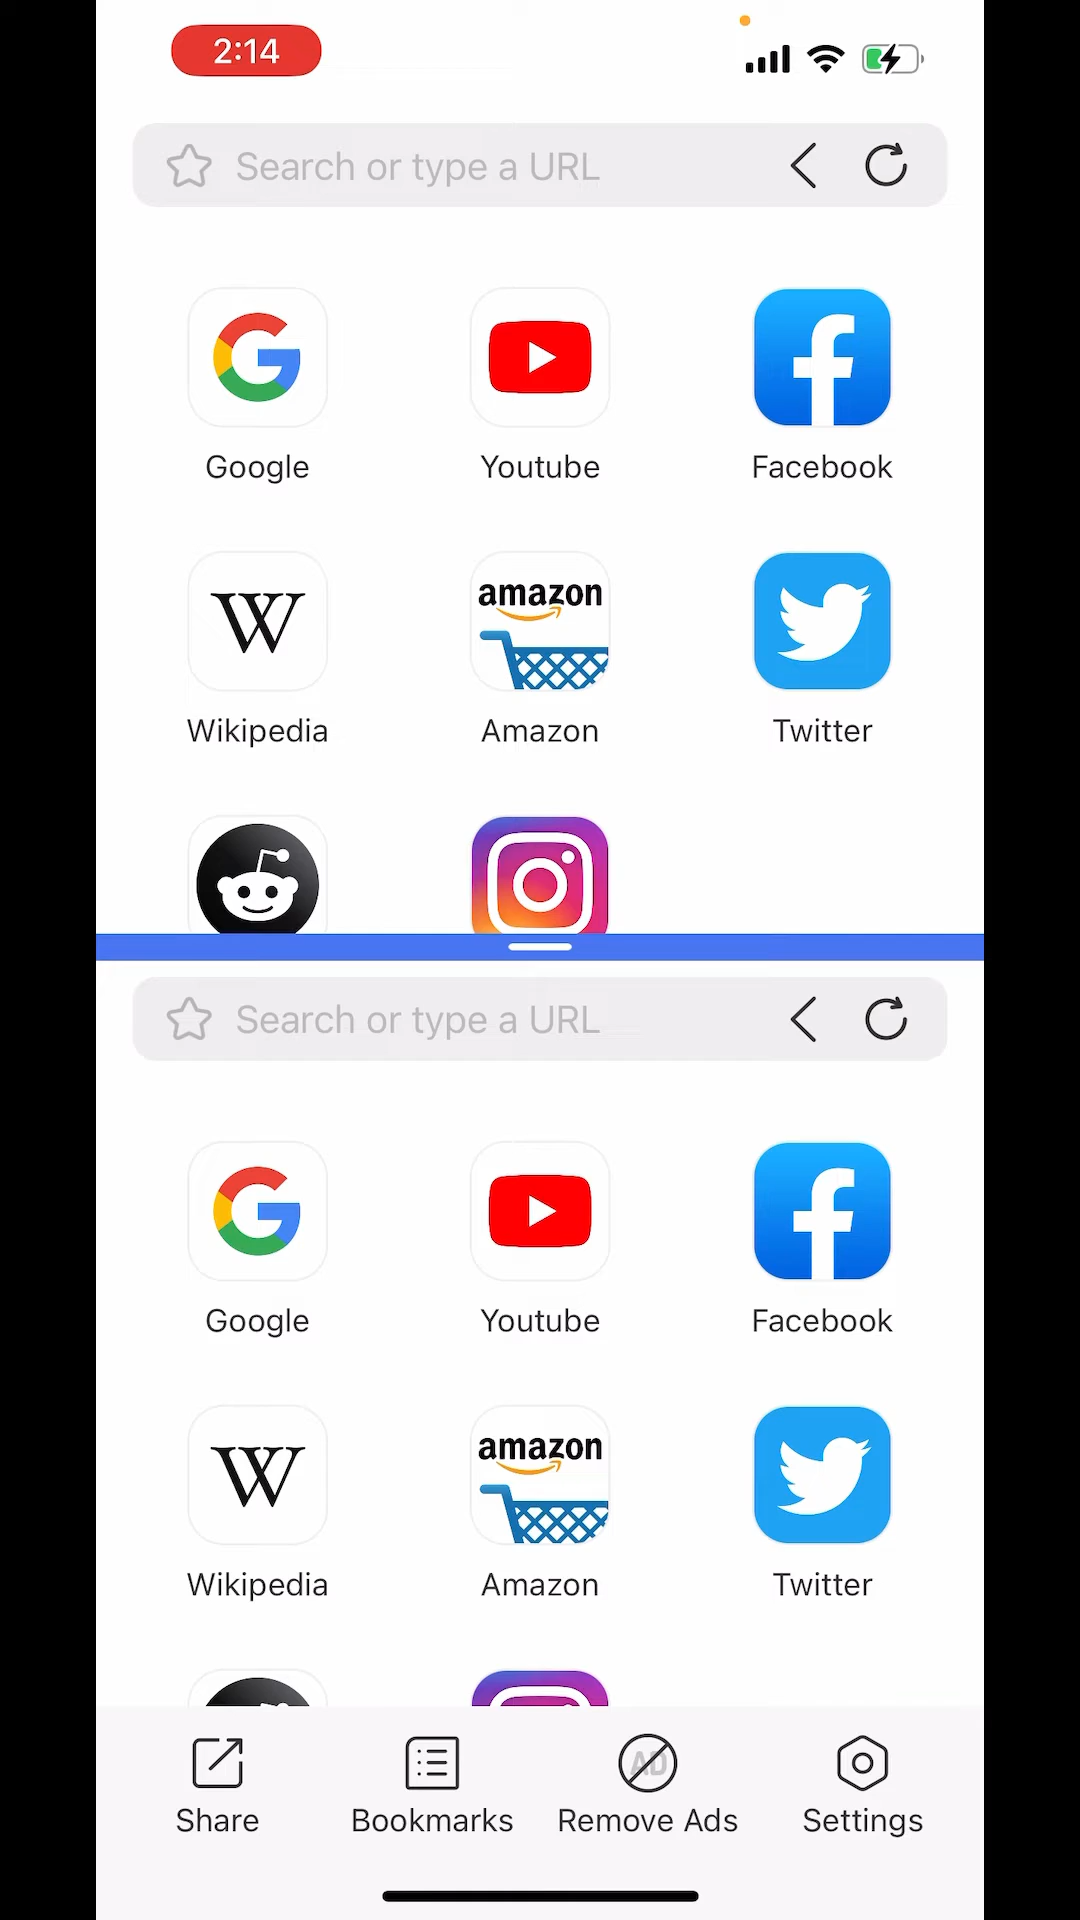 2:14
Search or type a URL
Google Youtube Facebook
W amazon
Wikipedia Amazon Twitter
Search or type a URL
Google Youtube Facebook
W amazon
Wikipedia Amazon Twitter
AD
Share Bookmarks Remove Ads Settings